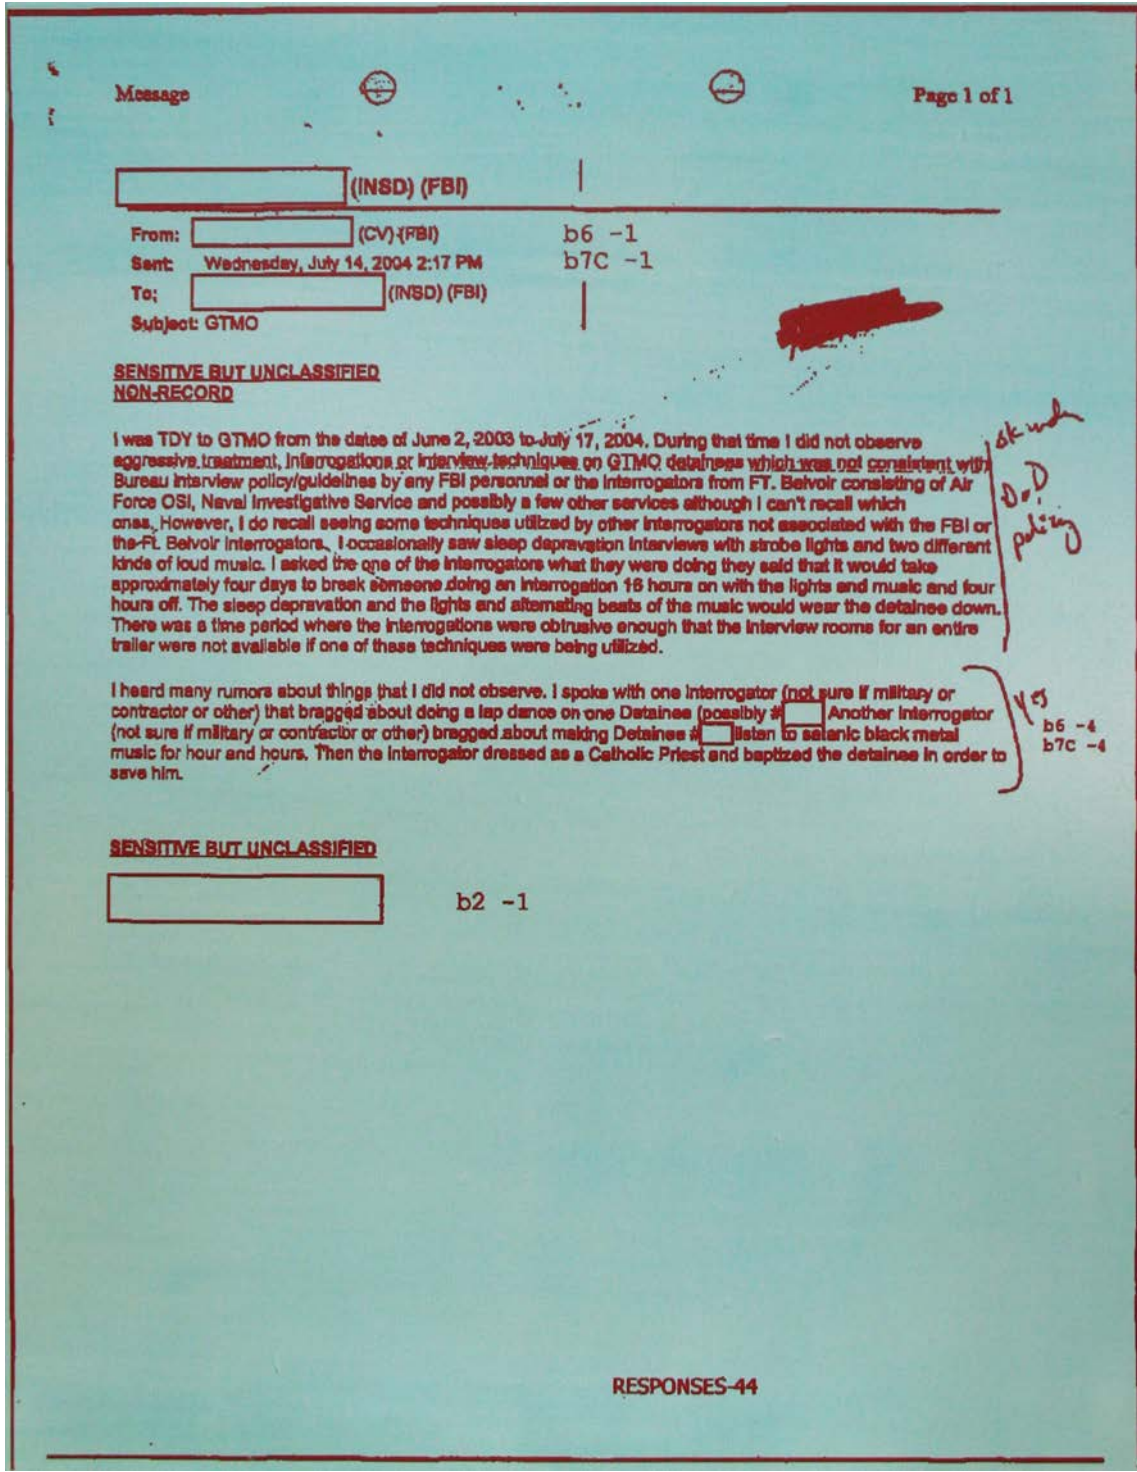 Message
Page 1 of 1
(INSD) (FBI)
From: (CV) (FBI)
b6 -1
Sent: Wednesday, July 14, 2004 2:17 PM
b7C -1
To: (INSD) (FBI)
Subject: GTMO
SENSITIVE BUT UNCLASSIFIED
NON-RECORD
I was TDY to GTMO from the dates of June 2, 2003 to July 17, 2004. During that time I did not observe
aggressive treatment, interrogations or interview techniques on GTMO detainees which was not consistent with
Bureau interview policy/guidelines by any FBI personnel or the interrogators from FT. Belvoir consisting of Air
Force OSI, Naval Investigative Service and possibly a few other services although I can't recall which
ones. However, I do recall seeing some techniques utilized by other interrogators not associated with the FBI or
the Ft. Belvoir interrogators. I occasionally saw sleep depravation interviews with strobe lights and two different
kinds of loud music. I asked the one of the interrogators what they were doing they said that it would take
approximately four days to break someone doing an interrogation 16 hours on with the lights and music and four
hours off. The sleep depravation and the lights and alternating beats of the music would wear the detainee down.
There was a time period where the interrogations were obtrusive enough that the interview rooms for an entire
trailer were not available if one of these techniques were being utilized.
ok under
DoD
policy
I heard many rumors about things that I did not observe. I spoke with one interrogator (not sure if military or
contractor or other) that bragged about doing a lap dance on one Detainee (possibly # Another Interrogator
(not sure if military or contractor or other) bragged about making Detainee # listen to satanic black metal
music for hour and hours. Then the interrogator dressed as a Catholic Priest and baptized the detainee in order to
save him.
Yes
b6 -4
b7C -4
SENSITIVE BUT UNCLASSIFIED
b2 -1
RESPONSES-44